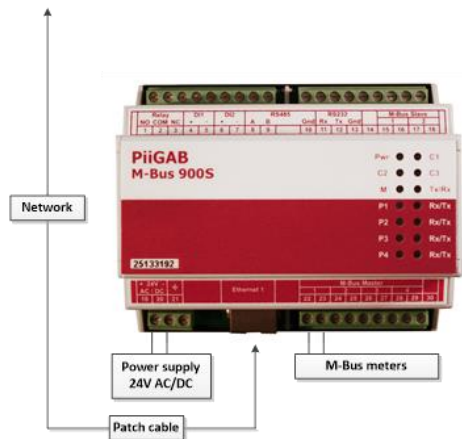 Relay DI1 DI2 RS485 RS232 M-Bus Slave
NO COM NC + - + - A B Gnd Rx Tx Gnd 1 2
1 2 3 4 5 6 7 8 9 10 11 12 13 14 15 16 17 18
PiiGAB
M-Bus 900S
Pwr C1
C2 C3
M Tx/Rx
P1 Rx/Tx
P2 Rx/Tx
P3 Rx/Tx
P4 Rx/Tx
Network
25133192
+ 24V -
AC / DC
Ethernet 1
M-Bus Master
19 20 21 22 23 24 25 26 27 28 29 30
Power supply
24V AC/DC
M-Bus meters
Patch cable